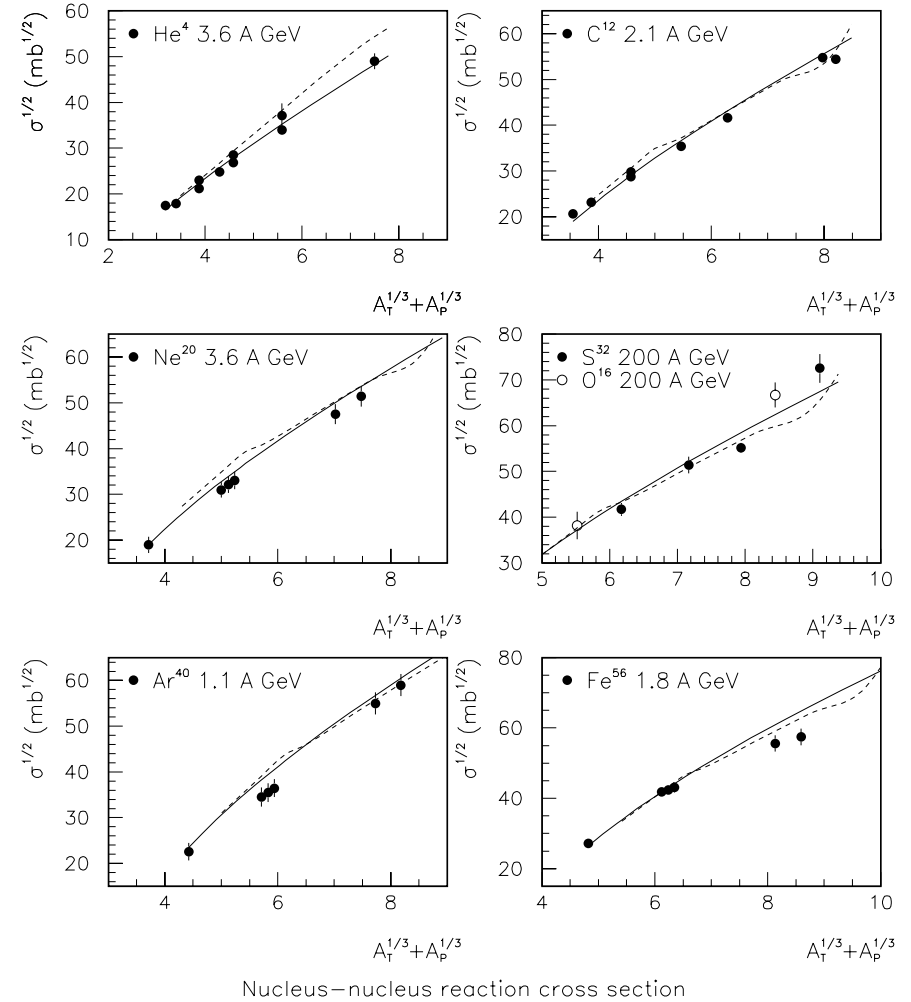 σ^1/2 (mb^1/2)
60
50
40
30
20
10
He^4 3.6 A GeV
2 4 6 8
A_T^1/3+A_P^1/3
σ^1/2 (mb^1/2)
60
50
40
30
20
C^12 2.1 A GeV
4 6 8
A_T^1/3+A_P^1/3
σ^1/2 (mb^1/2)
60
50
40
30
20
Ne^20 3.6 A GeV
4 6 8
A_T^1/3+A_P^1/3
σ^1/2 (mb^1/2)
80
70
60
50
40
30
S^32 200 A GeV
O^16 200 A GeV
5 6 7 8 9 10
A_T^1/3+A_P^1/3
σ^1/2 (mb^1/2)
60
50
40
30
20
Ar^40 1.1 A GeV
4 6 8
A_T^1/3+A_P^1/3
σ^1/2 (mb^1/2)
80
60
40
20
Fe^56 1.8 A GeV
4 6 8 10
A_T^1/3+A_P^1/3
Nucleus−nucleus reaction cross section